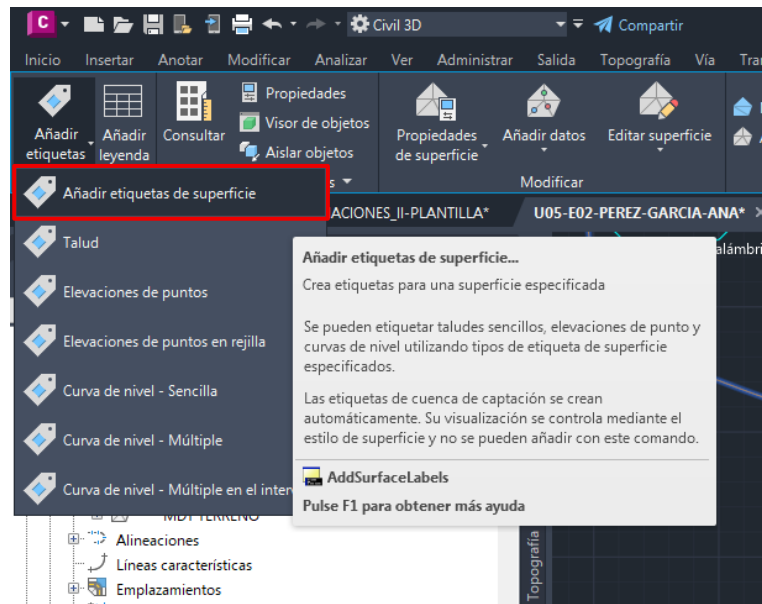 C
Civil 3D
Compartir
Inicio Insertar Anotar Modificar Analizar Ver Administrar Salida Topografía Vía
Añadir etiquetas
Añadir leyenda
Consultar
Propiedades
Visor de objetos
Aislar objetos
Propiedades de superficie
Añadir datos
Editar superficie
Modificar
Añadir etiquetas de superficie
ACIONES_II-PLANTILLA*
U05-E02-PEREZ-GARCIA-ANA*
Talud
Elevaciones de puntos
Elevaciones de puntos en rejilla
Curva de nivel - Sencilla
Curva de nivel - Múltiple
Curva de nivel - Múltiple en el inter
Añadir etiquetas de superficie...
Crea etiquetas para una superficie especificada
Se pueden etiquetar taludes sencillos, elevaciones de punto y
curvas de nivel utilizando tipos de etiqueta de superficie
especificados.
Las etiquetas de cuenca de captación se crean
automáticamente. Su visualización se controla mediante el
estilo de superficie y no se pueden añadir con este comando.
AddSurfaceLabels
Pulse F1 para obtener más ayuda
Alineaciones
Líneas características
Emplazamientos
Topografía